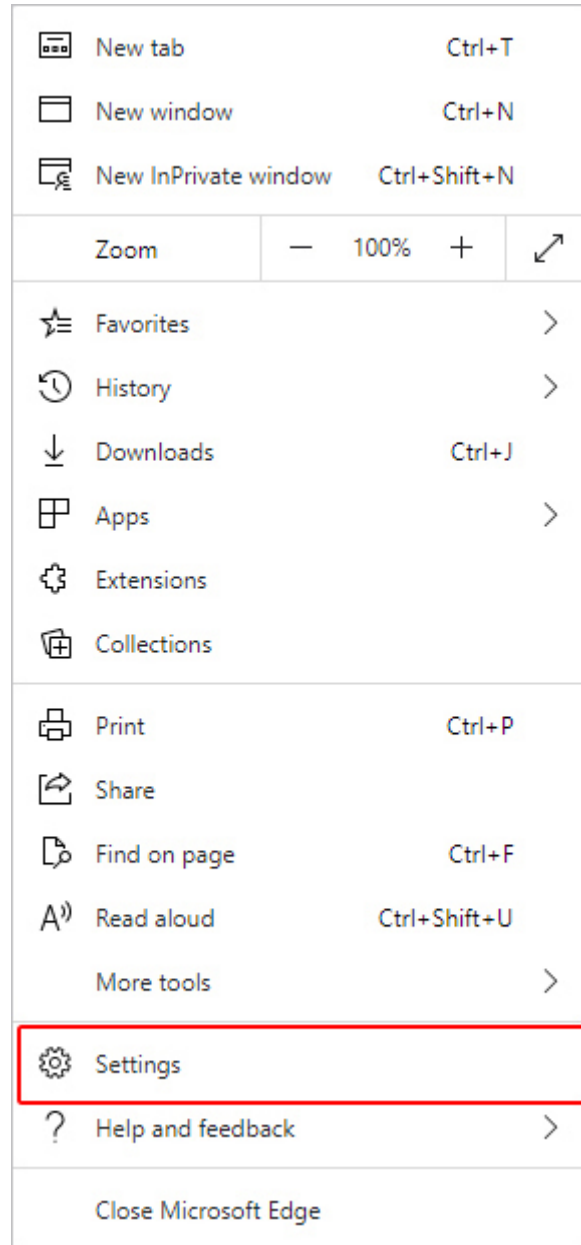 New tab Ctrl+T
New window Ctrl+N
New InPrivate window Ctrl+Shift+N
Zoom — 100% +
Favorites
History
Downloads Ctrl+J
Apps
Extensions
Collections
Print Ctrl+P
Share
Find on page Ctrl+F
A Read aloud Ctrl+Shift+U
More tools
Settings
? Help and feedback
Close Microsoft Edge